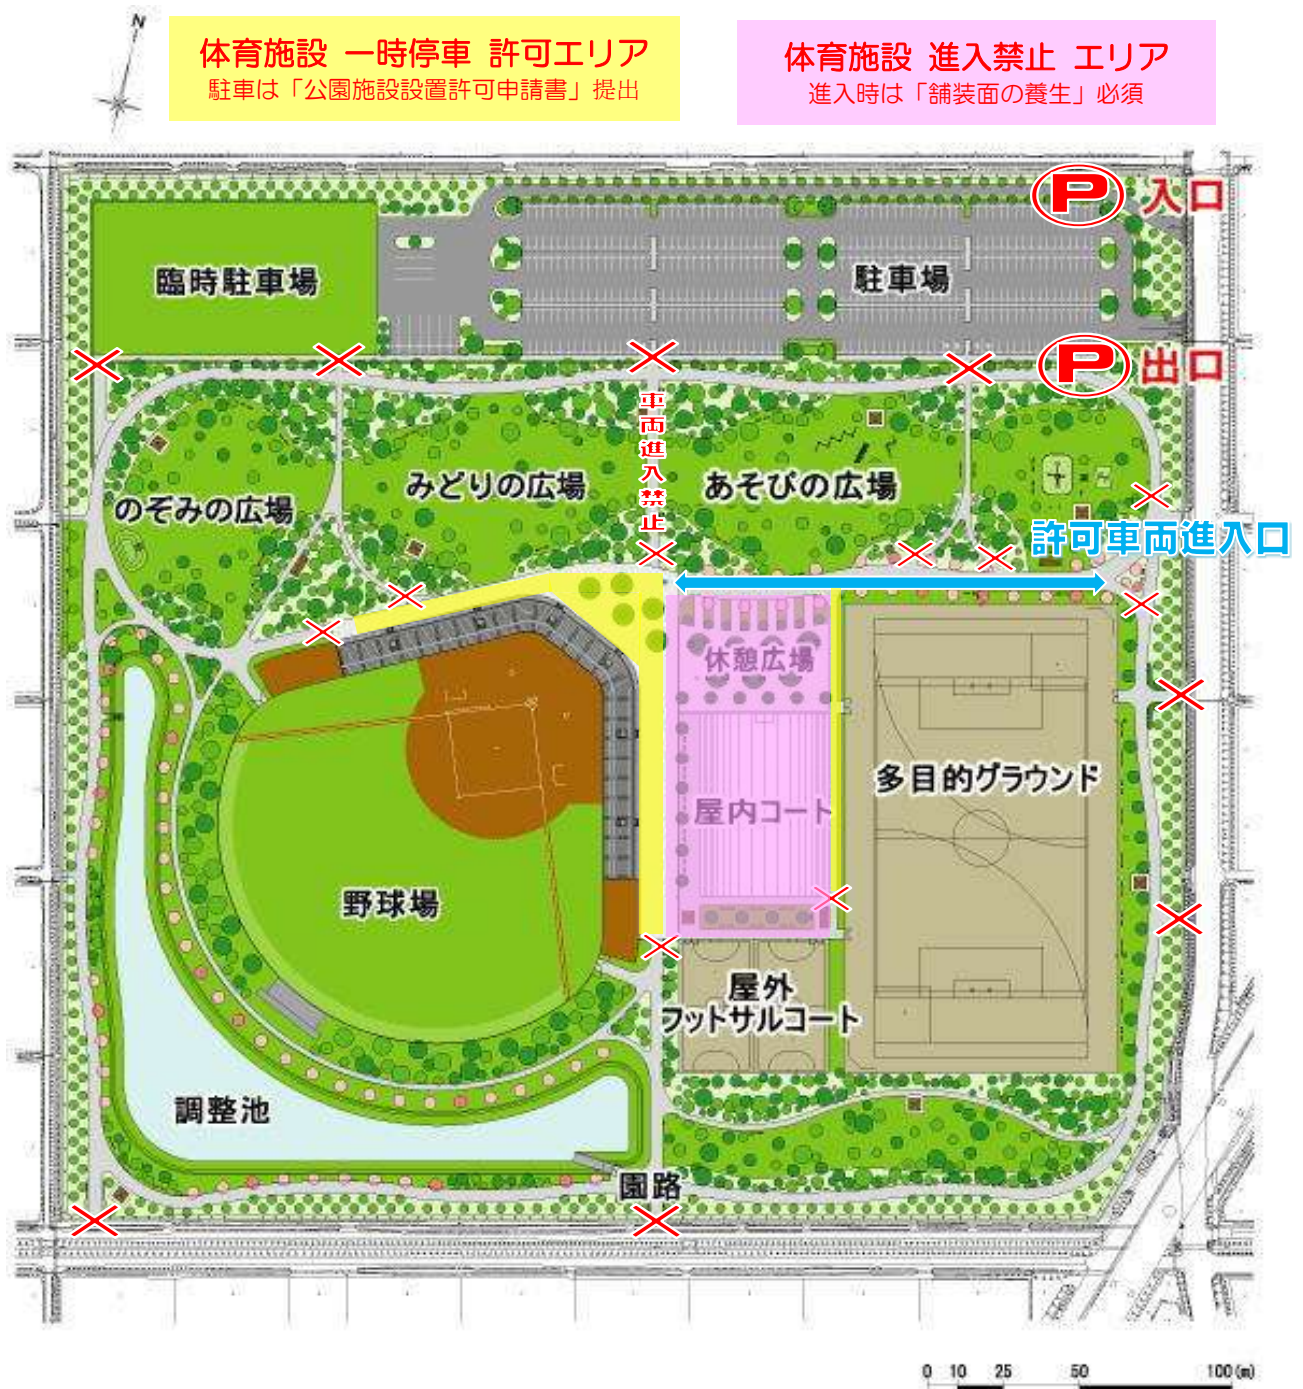 N
体育施設 一時停車 許可エリア
駐車は「公園施設設置許可申請書」提出
体育施設 進入禁止 エリア
進入時は「舗装面の養生」必須
P 入口
臨時駐車場
駐車場
P 出口
車両進入禁止
のぞみの広場
みどりの広場
あそびの広場
許可車両進入口
休憩広場
屋内コート
多目的グラウンド
野球場
屋外
フットサルコート
調整池
園路
0 10 25 50 100(m)